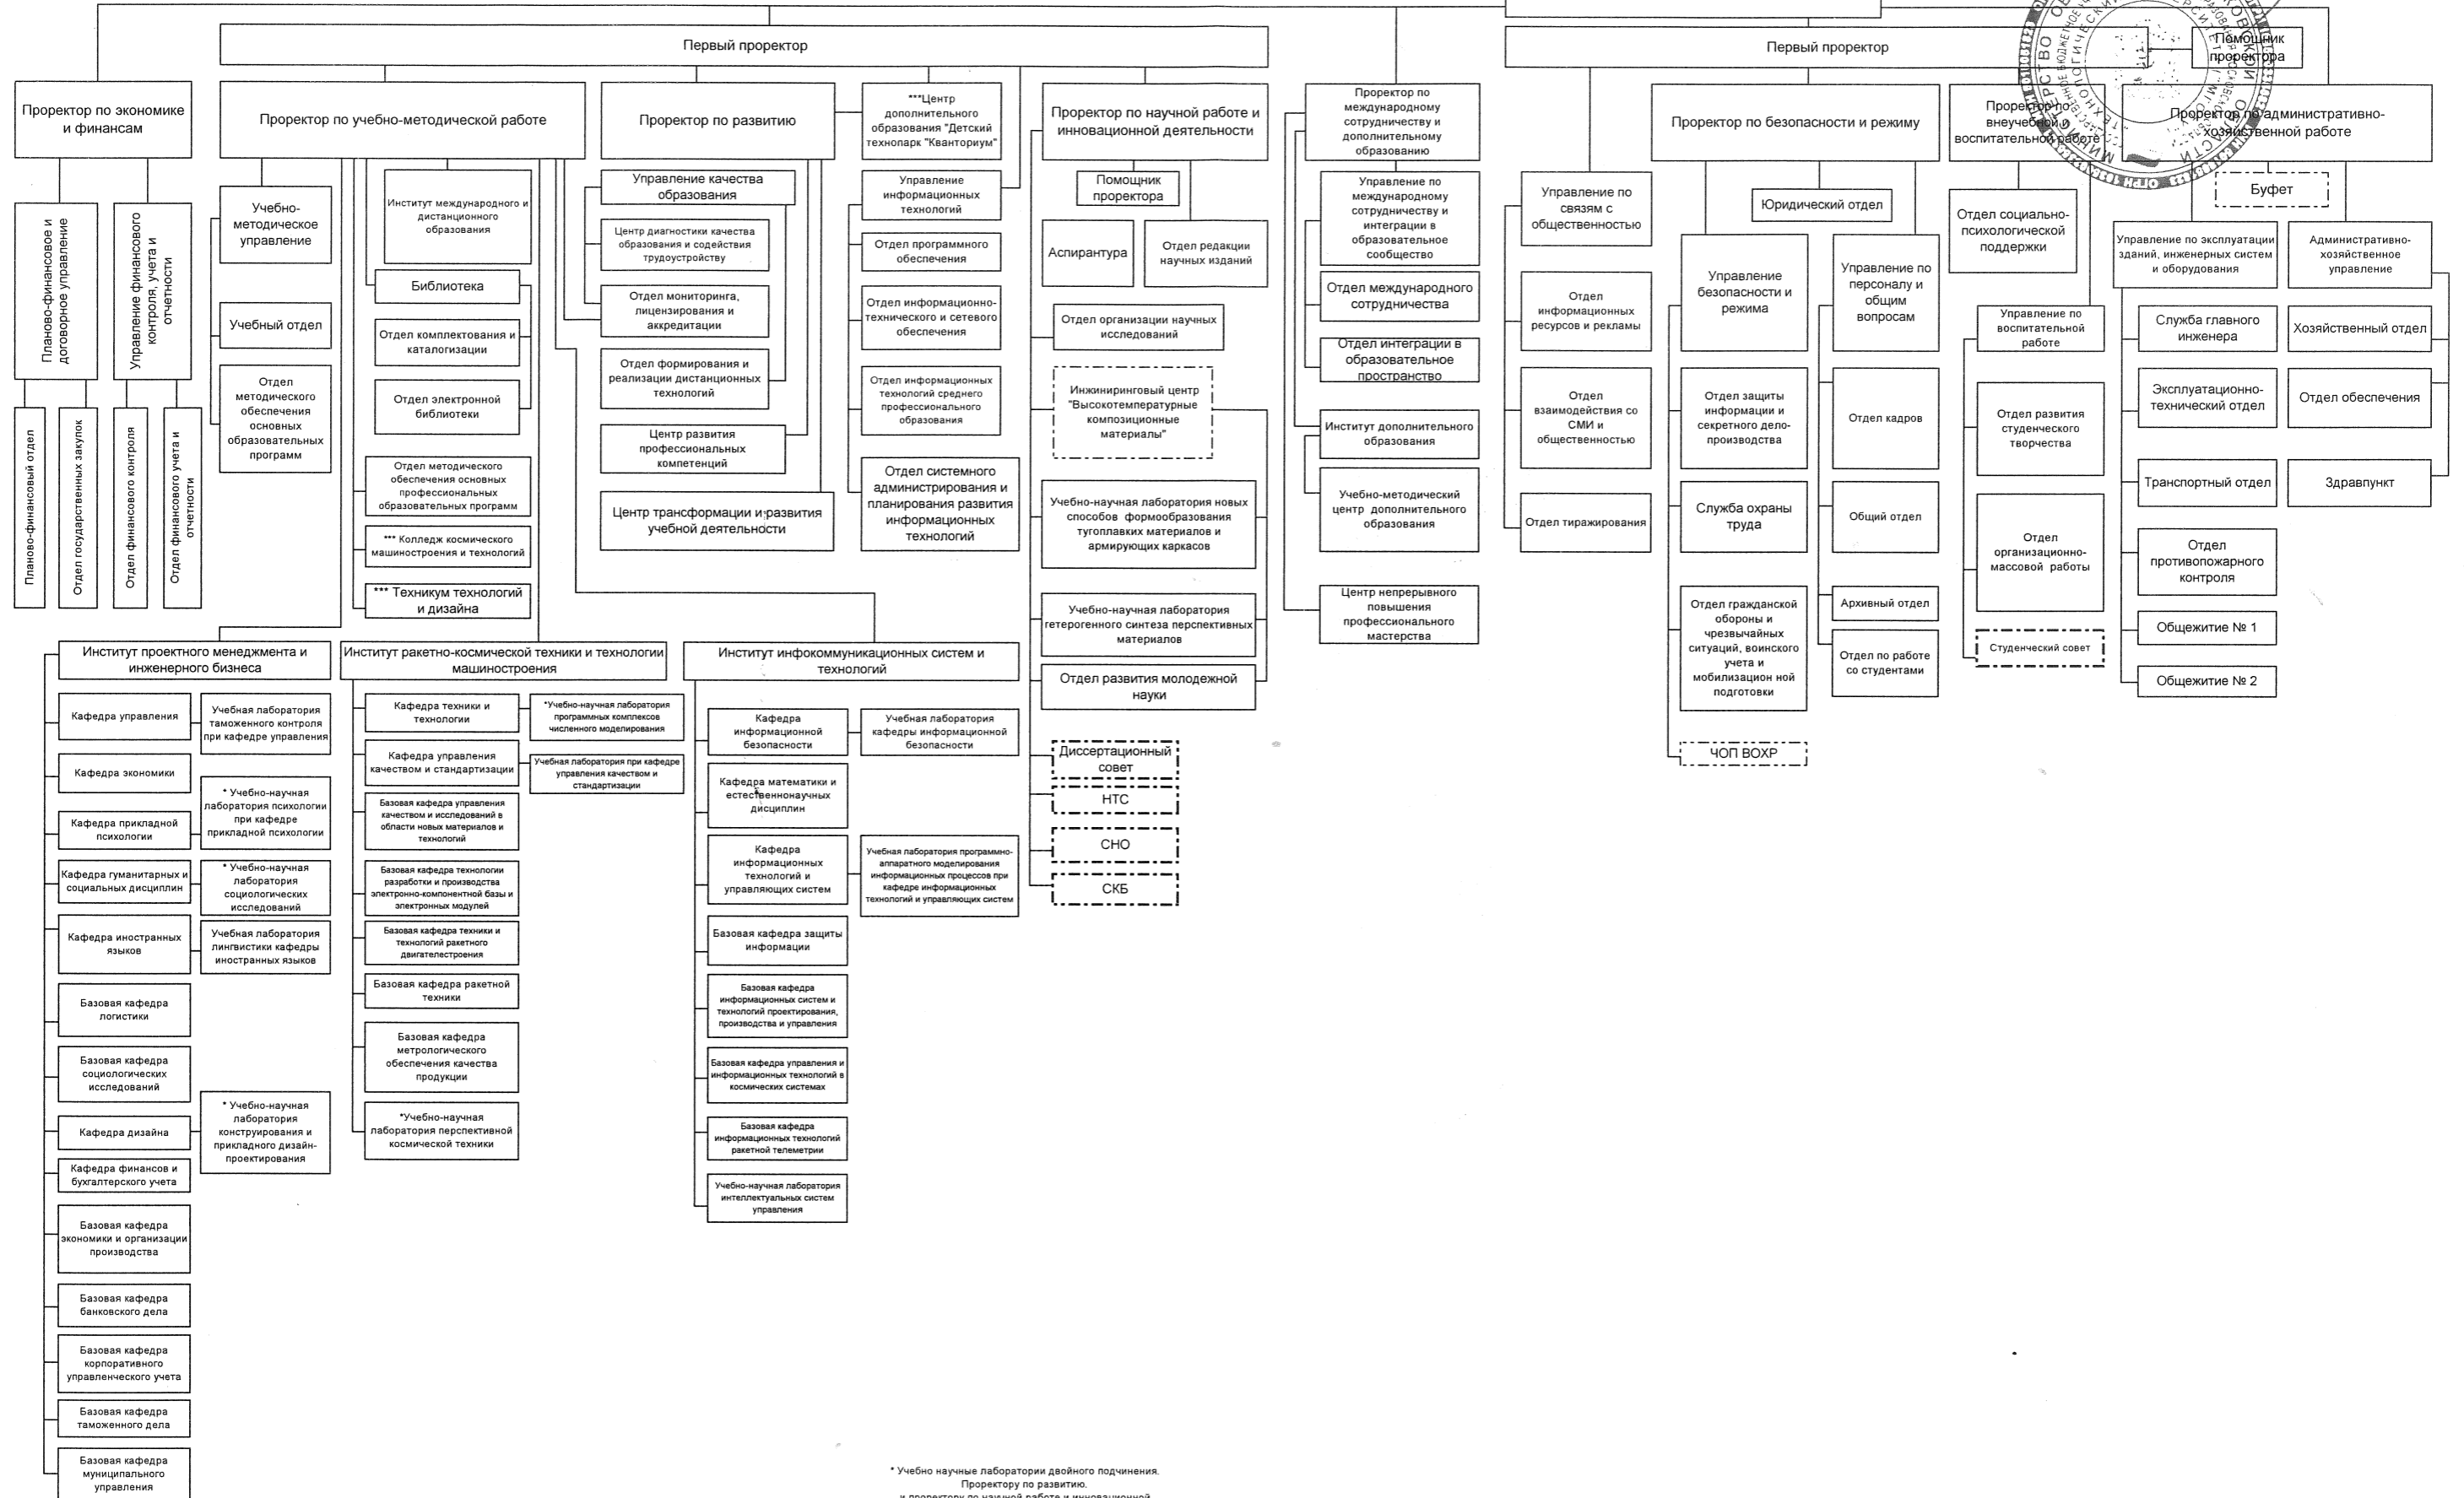 Первый проректор
Первый проректор
Помощник
проректора
Проректор по экономике
и финансам
Проректор по учебно-методической работе
Проректор по развитию
***Центр
дополнительного
образования "Детский
технопарк "Кванториум"
Проректор по научной работе и
инновационной деятельности
Проректор по
международному
сотрудничеству и
дополнительному
образованию
Проректор по безопасности и режиму
Проректор по
внеучебной и
воспитательной работе
Проректор по административно-
хозяйственной работе
Планово-финансовое и
договорное управление
Управление финансового
контроля, учета и
отчетности
Планово-финансовый отдел
Отдел государственных закупок
Отдел финансового контроля
Отдел финансового учета и
отчетности
Учебно-
методическое
управление
Учебный отдел
Отдел
методического
обеспечения
основных
образовательных
программ
Институт международного и
дистанционного
образования
Библиотека
Отдел комплектования и
каталогизации
Отдел электронной
библиотеки
Отдел методического
обеспечения основных
профессиональных
образовательных программ
*** Колледж космического
машиностроения и технологий
*** Техникум технологий
и дизайна
Управление качества
образования
Центр диагностики качества
образования и содействия
трудоустройству
Отдел мониторинга,
лицензирования и
аккредитации
Отдел формирования и
реализации дистанционных
технологий
Центр развития
профессиональных
компетенций
Центр трансформации и развития
учебной деятельности
Управление
информационных
технологий
Отдел программного
обеспечения
Отдел информационно-
технического и сетевого
обеспечения
Отдел информационных
технологий среднего
профессионального
образования
Отдел системного
администрирования и
планирования развития
информационных
технологий
Помощник
проректора
Аспирантура
Отдел редакции
научных изданий
Отдел организации научных
исследований
Инжиниринговый центр
"Высокотемпературные
композиционные
материалы"
Учебно-научная лаборатория новых
способов формообразования
тугоплавких материалов и
армирующих каркасов
Учебно-научная лаборатория
гетерогенного синтеза перспективных
материалов
Отдел развития молодежной
науки
Диссертационный
совет
НТС
СНО
СКБ
Управление по
международному
сотрудничеству и
интеграции в
образовательное
сообщество
Отдел международного
сотрудничества
Отдел интеграции в
образовательное
пространство
Институт дополнительного
образования
Учебно-методический
центр дополнительного
образования
Центр непрерывного
повышения
профессионального
мастерства
Управление по
связям с
общественностью
Отдел
информационных
ресурсов и рекламы
Отдел
взаимодействия со
СМИ и
общественностью
Отдел тиражирования
Юридический отдел
Управление
безопасности и
режима
Отдел защиты
информации и
секретного дело-
производства
Служба охраны
труда
Отдел гражданской
обороны и
чрезвычайных
ситуаций, воинского
учета и
мобилизацион ной
подготовки
ЧОП ВОХР
Управление по
персоналу и
общим
вопросам
Отдел кадров
Общий отдел
Архивный отдел
Отдел по работе
со студентами
Отдел социально-
психологической
поддержки
Управление по
воспитательной
работе
Отдел развития
студенческого
творчества
Отдел
организационно-
массовой работы
Студенческий совет
Буфет
Управление по эксплуатации
зданий, инженерных систем
и оборудования
Служба главного
инженера
Эксплуатационно-
технический отдел
Транспортный отдел
Отдел
противопожарного
контроля
Общежитие № 1
Общежитие № 2
Административно-
хозяйственное
управление
Хозяйственный отдел
Отдел обеспечения
Здравпункт
Институт проектного менеджмента и
инженерного бизнеса
Кафедра управления
Учебная лаборатория
таможенного контроля
при кафедре управления
Кафедра экономики
Кафедра прикладной
психологии
* Учебно-научная
лаборатория психологии
при кафедре
прикладной психологии
Кафедра гуманитарных и
социальных дисциплин
* Учебно-научная
лаборатория
социологических
исследований
Кафедра иностранных
языков
Учебная лаборатория
лингвистики кафедры
иностранных языков
Базовая кафедра
логистики
Базовая кафедра
социологических
исследований
Кафедра дизайна
* Учебно-научная
лаборатория
конструирования и
прикладного дизайн-
проектирования
Кафедра финансов и
бухгалтерского учета
Базовая кафедра
экономики и организации
производства
Базовая кафедра
банковского дела
Базовая кафедра
корпоративного
управленческого учета
Базовая кафедра
таможенного дела
Базовая кафедра
муниципального
управления
Институт ракетно-космической техники и технологии
машиностроения
Кафедра техники и
технологии
*Учебно-научная лаборатория
программных комплексов
численного моделирования
Кафедра управления
качеством и стандартизации
Учебная лаборатория при кафедре
управления качеством и
стандартизации
Базовая кафедра управления
качеством и исследований в
области новых материалов и
технологий
Базовая кафедра технологии
разработки и производства
электронно-компонентной базы и
электронных модулей
Базовая кафедра техники и
технологий ракетного
двигателестроения
Базовая кафедра ракетной
техники
Базовая кафедра
метрологического
обеспечения качества
продукции
*Учебно-научная
лаборатория перспективной
космической техники
Институт инфокоммуникационных систем и
технологий
Кафедра
информационной
безопасности
Учебная лаборатория
кафедры информационной
безопасности
Кафедра математики и
естественнонаучных
дисциплин
Кафедра
информационных
технологий и
управляющих систем
Учебная лаборатория программно-
аппаратного моделирования
информационных процессов при
кафедре информационных
технологий и управляющих систем
Базовая кафедра защиты
информации
Базовая кафедра
информационных систем и
технологий проектирования,
производства и управления
Базовая кафедра управления и
информационных технологий в
космических системах
Базовая кафедра
информационных технологий
ракетной телеметрии
Учебно-научная лаборатория
интеллектуальных систем
управления
* Учебно научные лаборатории двойного подчинения.
Проректору по развитию.
и проректору по научной работе и инновационной